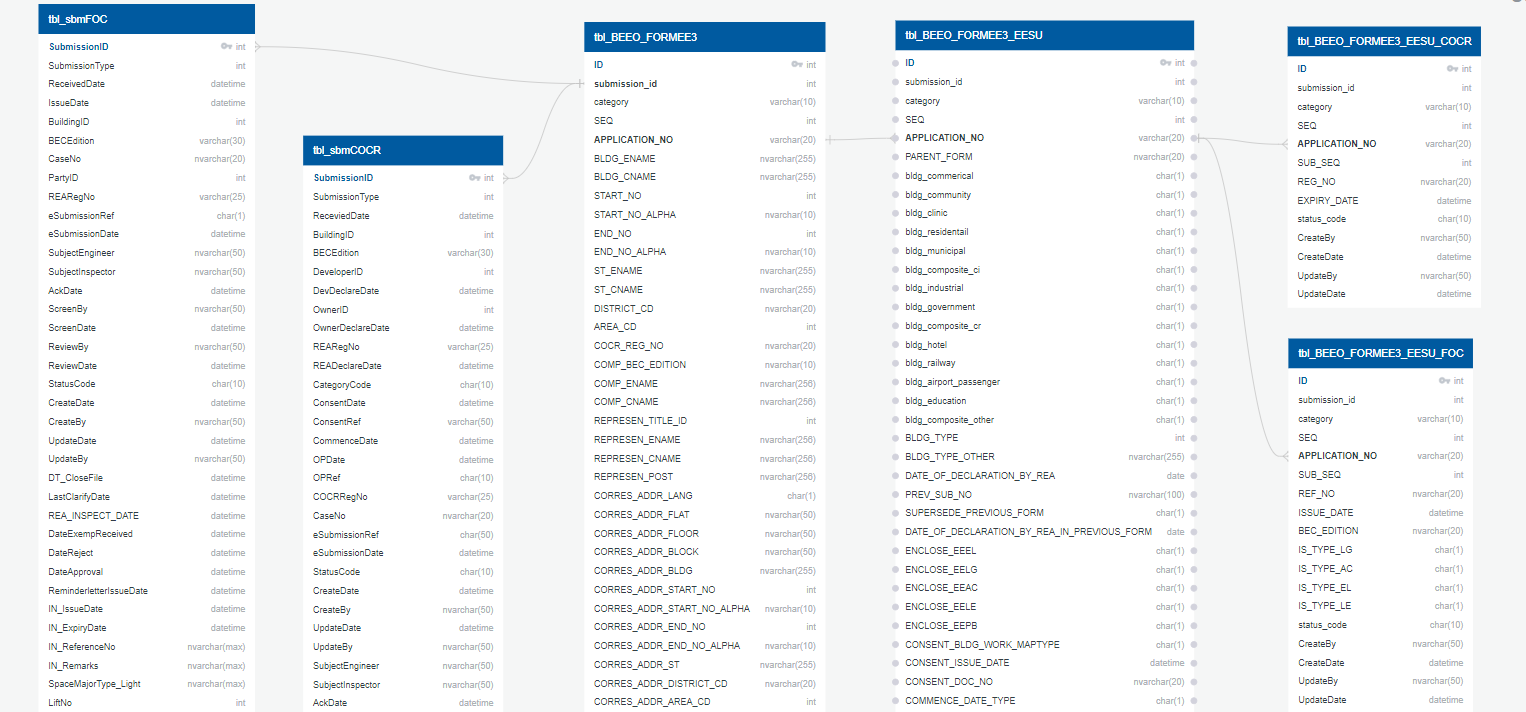 tbl_sbmFOC
SubmissionID int
SubmissionType int
ReceivedDate datetime
IssueDate datetime
BuildingID int
BECEdition varchar(30)
CaseNo nvarchar(20)
PartyID int
REARegNo varchar(25)
eSubmissionRef char(1)
eSubmissionDate datetime
SubjectEngineer nvarchar(50)
SubjectInspector nvarchar(50)
AckDate datetime
ScreenBy nvarchar(50)
ScreenDate datetime
ReviewBy nvarchar(50)
ReviewDate datetime
StatusCode char(10)
CreateDate datetime
CreateBy nvarchar(50)
UpdateDate datetime
UpdateBy nvarchar(50)
DT_CloseFile datetime
LastClarifyDate datetime
REA_INSPECT_DATE datetime
DateExempReceived datetime
DateReject datetime
DateApproval datetime
ReminderletterIssueDate datetime
IN_IssueDate datetime
IN_ExpiryDate datetime
IN_ReferenceNo nvarchar(max)
IN_Remarks nvarchar(max)
SpaceMajorType_Light nvarchar(max)
LiftNo int
tbl_sbmCOCR
SubmissionID int
SubmissionType int
ReceviedDate datetime
BuildingID int
BECEdition varchar(30)
DeveloperID int
DevDeclareDate datetime
OwnerID int
OwnerDeclareDate datetime
REARegNo varchar(25)
READeclareDate datetime
CategoryCode char(10)
ConsentDate datetime
ConsentRef varchar(50)
CommenceDate datetime
OPDate datetime
OPRef char(10)
COCRRegNo varchar(25)
CaseNo nvarchar(20)
eSubmissionRef char(50)
eSubmissionDate datetime
StatusCode char(10)
CreateDate datetime
CreateBy nvarchar(50)
UpdateDate datetime
UpdateBy nvarchar(50)
SubjectEngineer nvarchar(50)
SubjectInspector nvarchar(50)
AckDate datetime
tbl_BEEO_FORMEE3
ID int
submission_id int
category varchar(10)
SEQ int
APPLICATION_NO varchar(20)
BLDG_ENAME nvarchar(255)
BLDG_CNAME nvarchar(255)
START_NO int
START_NO_ALPHA nvarchar(10)
END_NO int
END_NO_ALPHA nvarchar(10)
ST_ENAME nvarchar(255)
ST_CNAME nvarchar(255)
DISTRICT_CD nvarchar(20)
AREA_CD int
COCR_REG_NO nvarchar(20)
COMP_BEC_EDITION nvarchar(10)
COMP_ENAME nvarchar(256)
COMP_CNAME nvarchar(256)
REPRESEN_TITLE_ID int
REPRESEN_ENAME nvarchar(256)
REPRESEN_CNAME nvarchar(256)
REPRESEN_POST nvarchar(256)
CORRES_ADDR_LANG char(1)
CORRES_ADDR_FLAT nvarchar(50)
CORRES_ADDR_FLOOR nvarchar(50)
CORRES_ADDR_BLOCK nvarchar(50)
CORRES_ADDR_BLDG nvarchar(255)
CORRES_ADDR_START_NO int
CORRES_ADDR_START_NO_ALPHA nvarchar(10)
CORRES_ADDR_END_NO int
CORRES_ADDR_END_NO_ALPHA nvarchar(10)
CORRES_ADDR_ST nvarchar(255)
CORRES_ADDR_DISTRICT_CD nvarchar(20)
CORRES_ADDR_AREA_CD int
tbl_BEEO_FORMEE3_EESU
ID int
submission_id int
category varchar(10)
SEQ int
APPLICATION_NO varchar(20)
PARENT_FORM nvarchar(20)
bldg_commerical char(1)
bldg_community char(1)
bldg_clinic char(1)
bldg_residentail char(1)
bldg_municipal char(1)
bldg_composite_ci char(1)
bldg_industrial char(1)
bldg_government char(1)
bldg_composite_cr char(1)
bldg_hotel char(1)
bldg_railway char(1)
bldg_airport_passenger char(1)
bldg_education char(1)
bldg_composite_other char(1)
BLDG_TYPE int
BLDG_TYPE_OTHER nvarchar(255)
DATE_OF_DECLARATION_BY_REA date
PREV_SUB_NO nvarchar(100)
SUPERSEDE_PREVIOUS_FORM char(1)
DATE_OF_DECLARATION_BY_REA_IN_PREVIOUS_FORM date
ENCLOSE_EEEL char(1)
ENCLOSE_EELG char(1)
ENCLOSE_EEAC char(1)
ENCLOSE_EELE char(1)
ENCLOSE_EEPB char(1)
CONSENT_BLDG_WORK_MAPTYPE char(1)
CONSENT_ISSUE_DATE datetime
CONSENT_DOC_NO nvarchar(20)
COMMENCE_DATE_TYPE char(1)
tbl_BEEO_FORMEE3_EESU_COCR
ID int
submission_id int
category varchar(10)
SEQ int
APPLICATION_NO varchar(20)
SUB_SEQ int
REG_NO nvarchar(20)
EXPIRY_DATE datetime
status_code char(10)
CreateBy nvarchar(50)
CreateDate datetime
UpdateBy nvarchar(50)
UpdateDate datetime
tbl_BEEO_FORMEE3_EESU_FOC
ID int
submission_id int
category varchar(10)
SEQ int
APPLICATION_NO varchar(20)
SUB_SEQ int
REF_NO nvarchar(20)
ISSUE_DATE datetime
BEC_EDITION nvarchar(20)
IS_TYPE_LG char(1)
IS_TYPE_AC char(1)
IS_TYPE_EL char(1)
IS_TYPE_LE char(1)
status_code char(10)
CreateBy nvarchar(50)
CreateDate datetime
UpdateBy nvarchar(50)
UpdateDate datetime